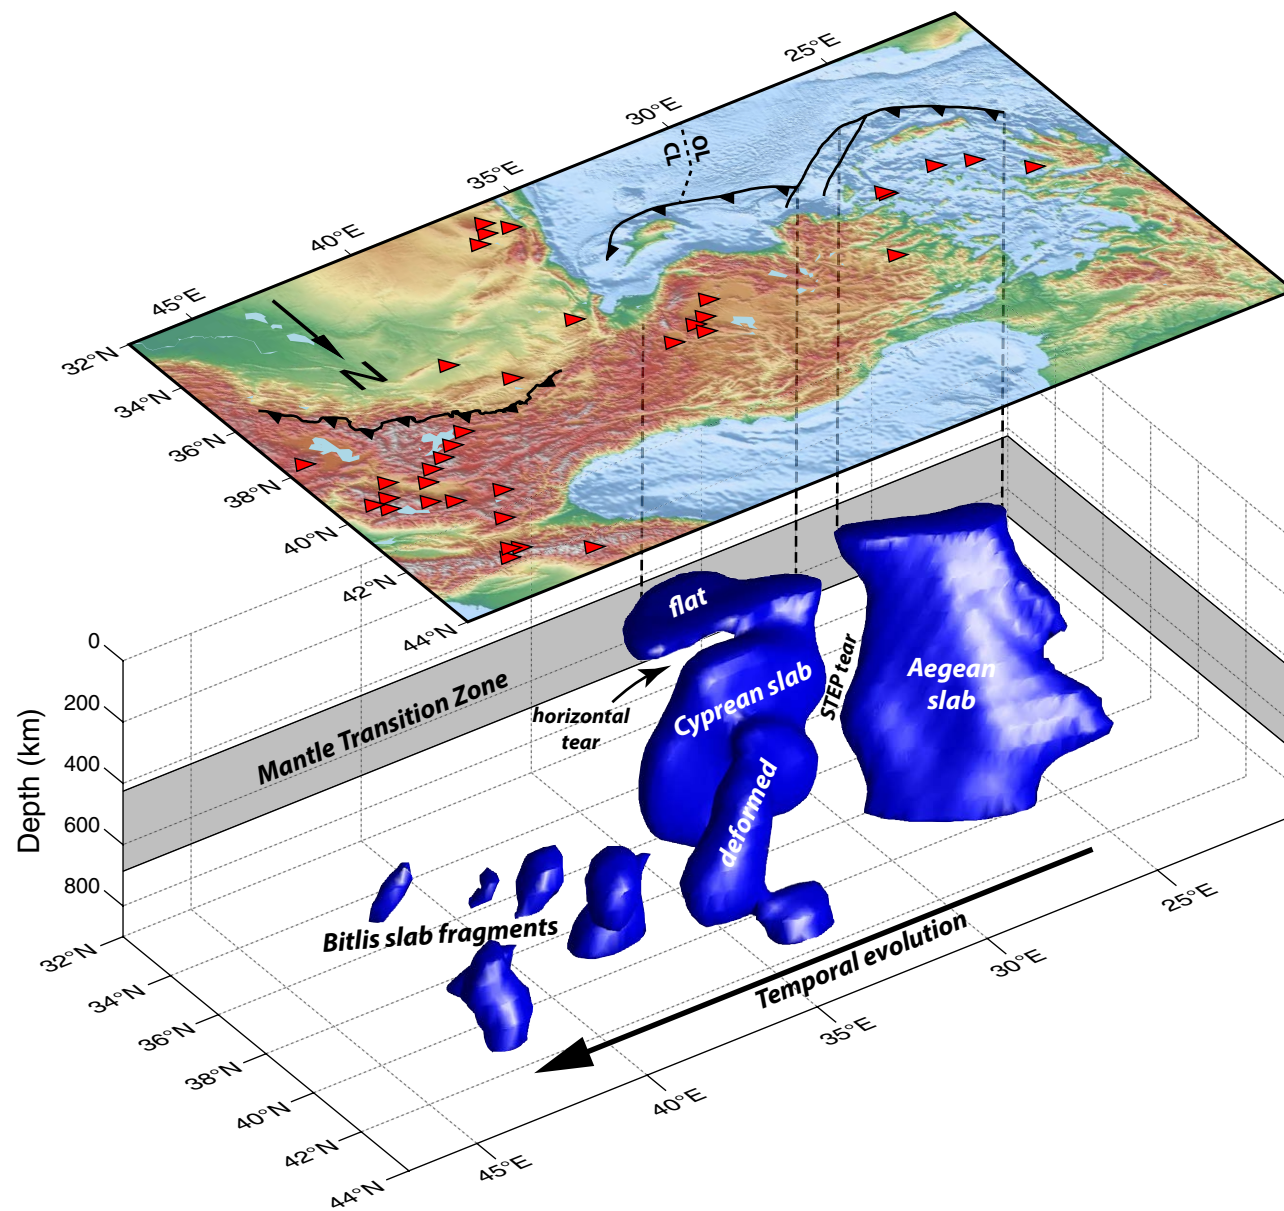 25°E
30°E
OL
CL
35°E
40°E
45°E
32°N
34°N
36°N
38°N
40°N
42°N
44°N
N
0
200
400
600
800
Depth (km)
Mantle Transition Zone
flat
horizontal
tear
Cyprean slab
STEP tear
Aegean
slab
deformed
Bitlis slab fragments
Temporal evolution
32°N
34°N
36°N
38°N
40°N
42°N
44°N
25°E
30°E
35°E
40°E
45°E